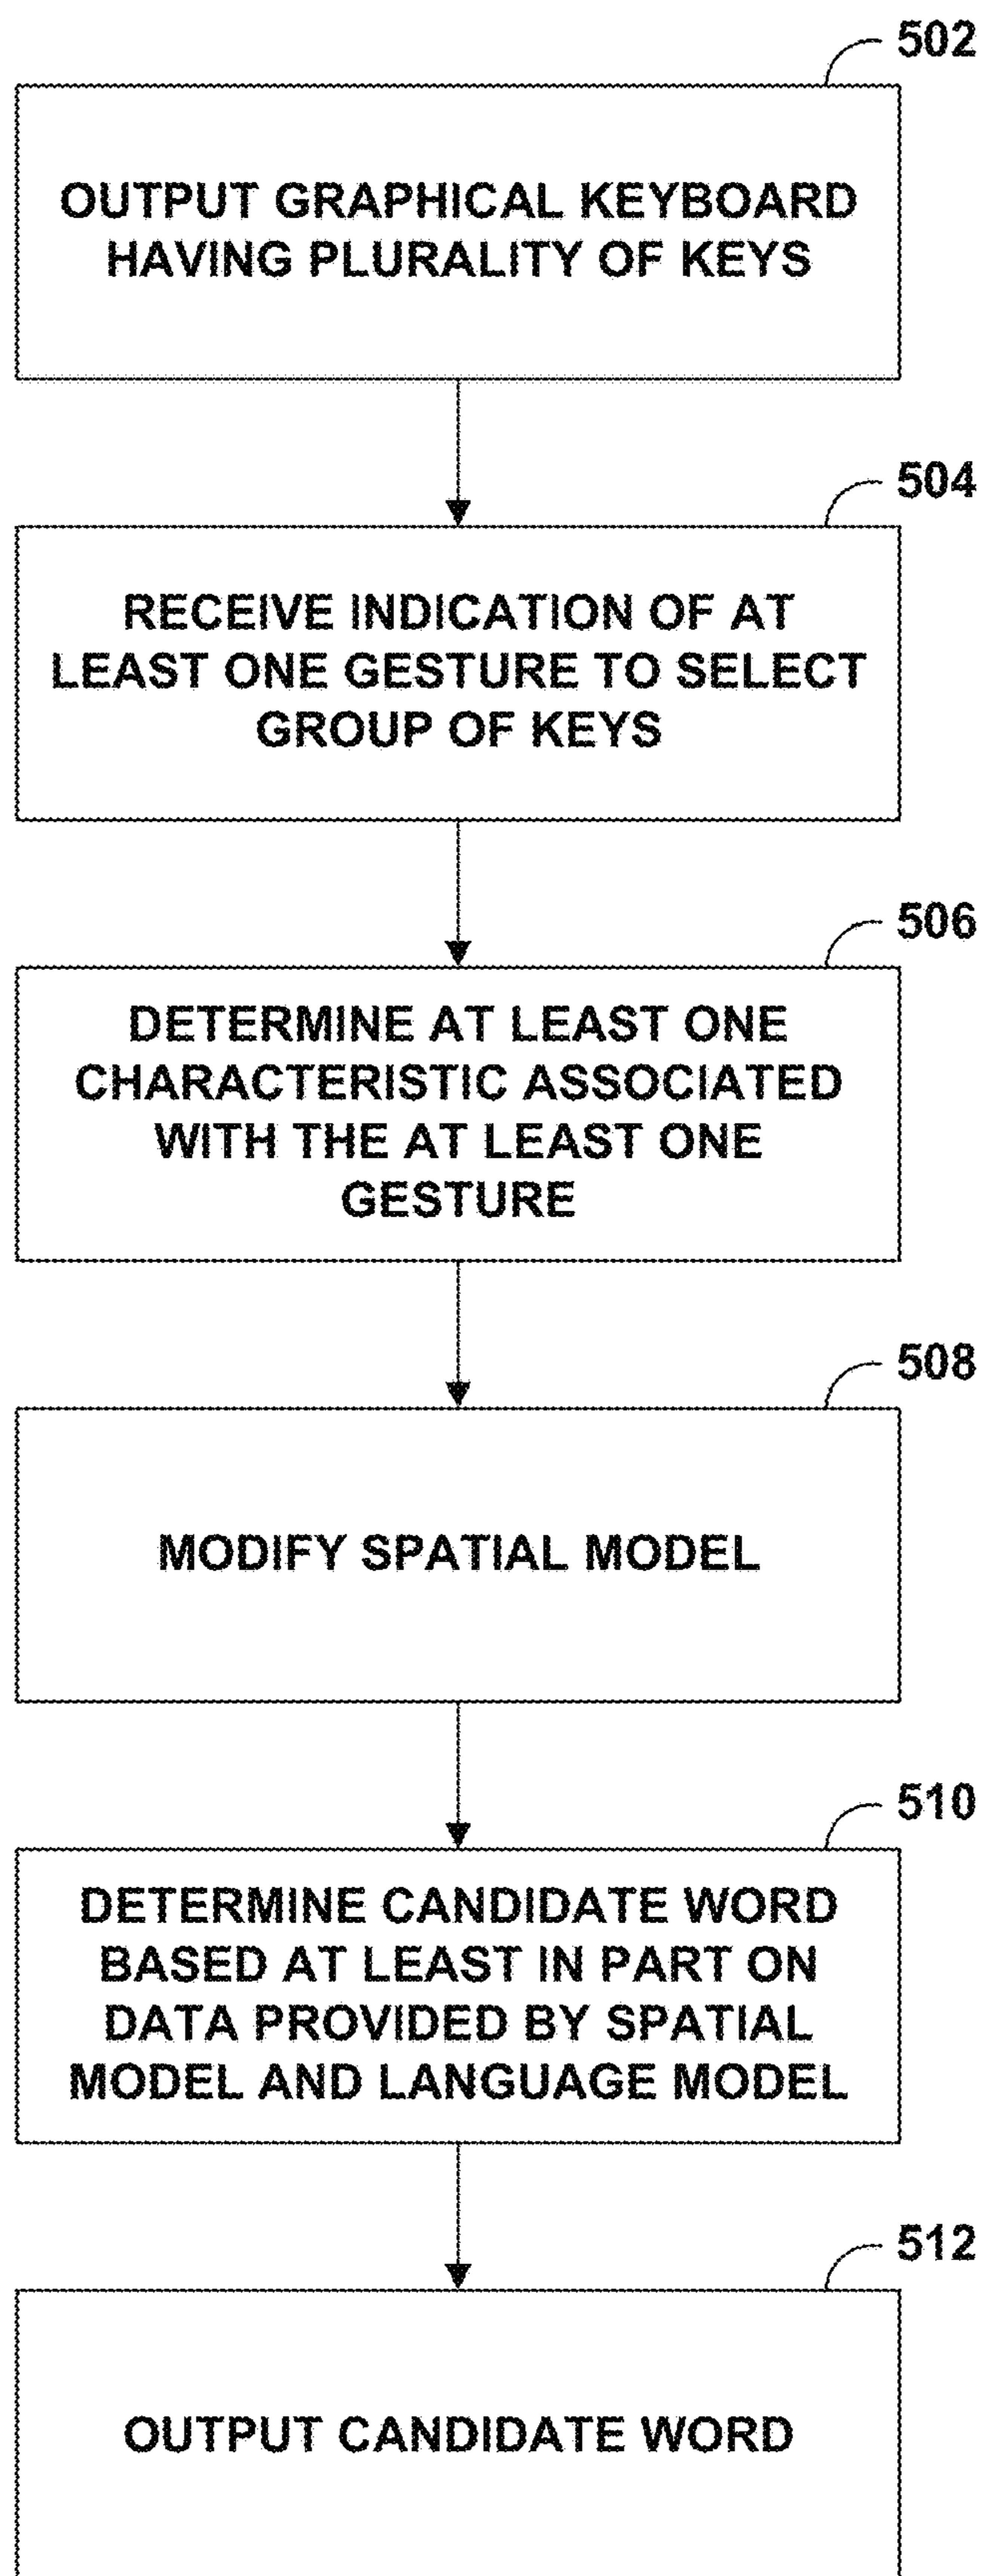 502
OUTPUT GRAPHICAL KEYBOARD
HAVING PLURALITY OF KEYS
504
RECEIVE INDICATION OF AT
LEAST ONE GESTURE TO SELECT
GROUP OF KEYS
506
DETERMINE AT LEAST ONE
CHARACTERISTIC ASSOCIATED
WITH THE AT LEAST ONE
GESTURE
508
MODIFY SPATIAL MODEL
510
DETERMINE CANDIDATE WORD
BASED AT LEAST IN PART ON
DATA PROVIDED BY SPATIAL
MODEL AND LANGUAGE MODEL
512
OUTPUT CANDIDATE WORD